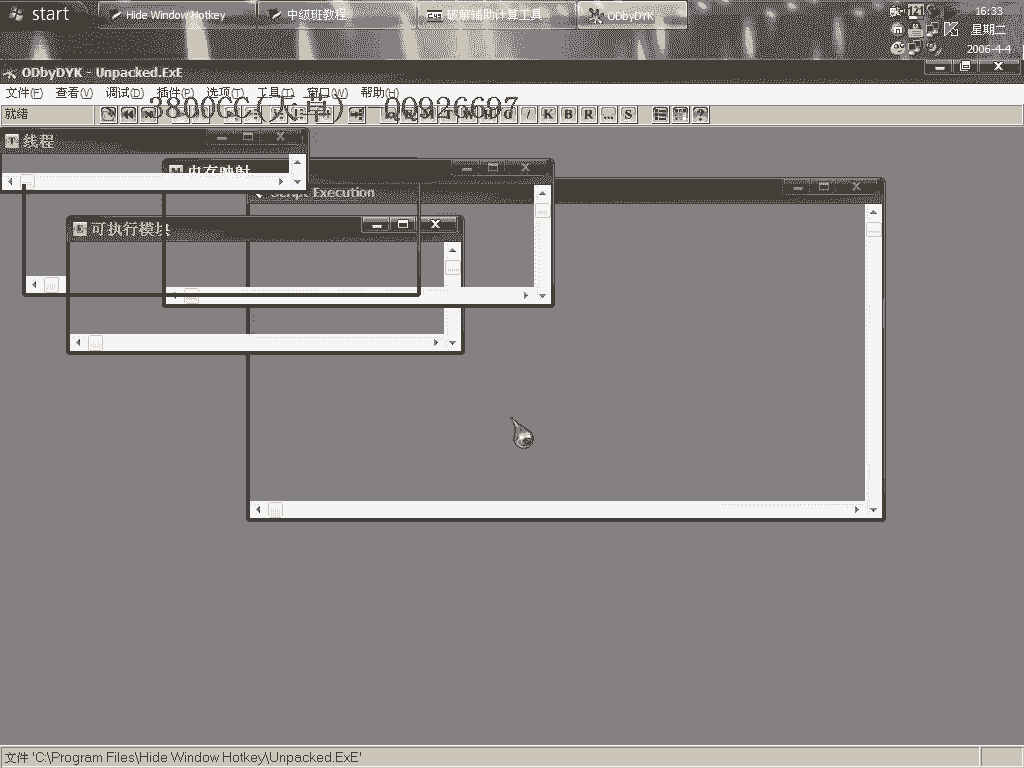 start
Hide Window Hotkey
中级班教程
破解辅助计算工具
ODbyDYK
121
16:33
星期二
2006-4-4
ODbyDYK - Unpacked.ExE
文件(F) 查看(V) 调试(D) 插件(P) 选项(T) 工具(T) 窗口(W) 帮助(H)
3800CC(天草) -QQ926697
就绪
/ K B R ... S
线程
内存映射
Script Execution
可执行模块
文件 'C:\Program Files\Hide Window Hotkey\Unpacked.ExE'